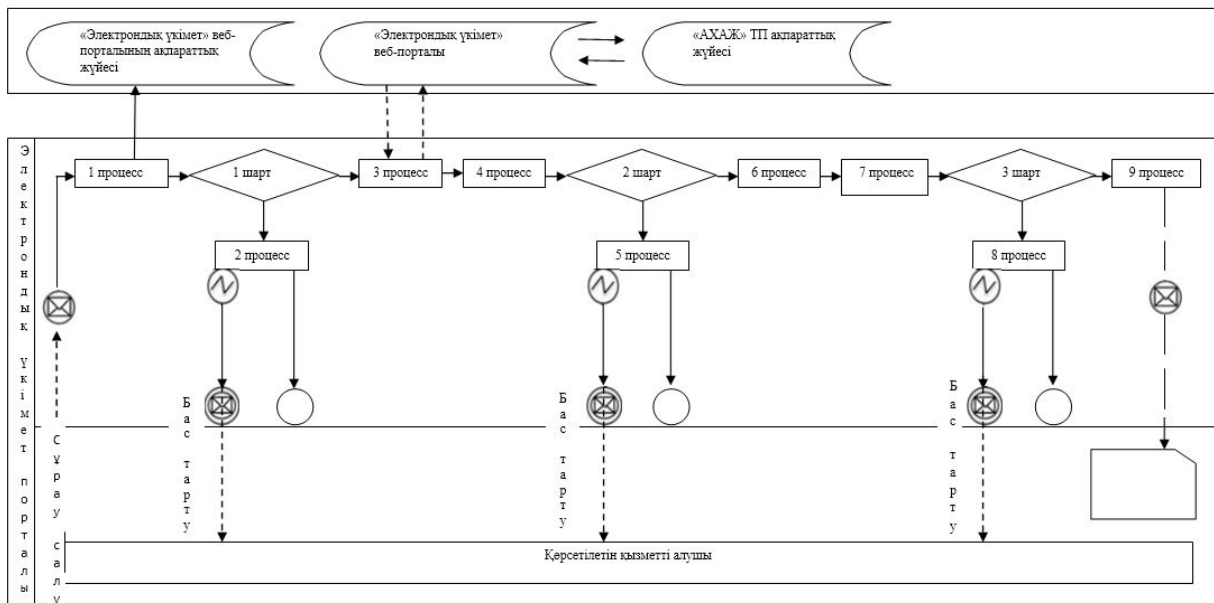 «Электрондық үкімет» веб-
порталының ақпараттық
жүйесі
«Электрондық үкімет»
веб-порталы
«АХАЖ» ТП ақпараттық
жүйесі
Электрондық үкімет порталы
1 процесс
1 шарт
3 процесс
4 процесс
2 шарт
6 процесс
7 процесс
3 шарт
9 процесс
2 процесс
5 процесс
8 процесс
Сұрау салу
Бас тарту
Бас тарту
Бас тарту
Көрсетілетін қызметті алушы